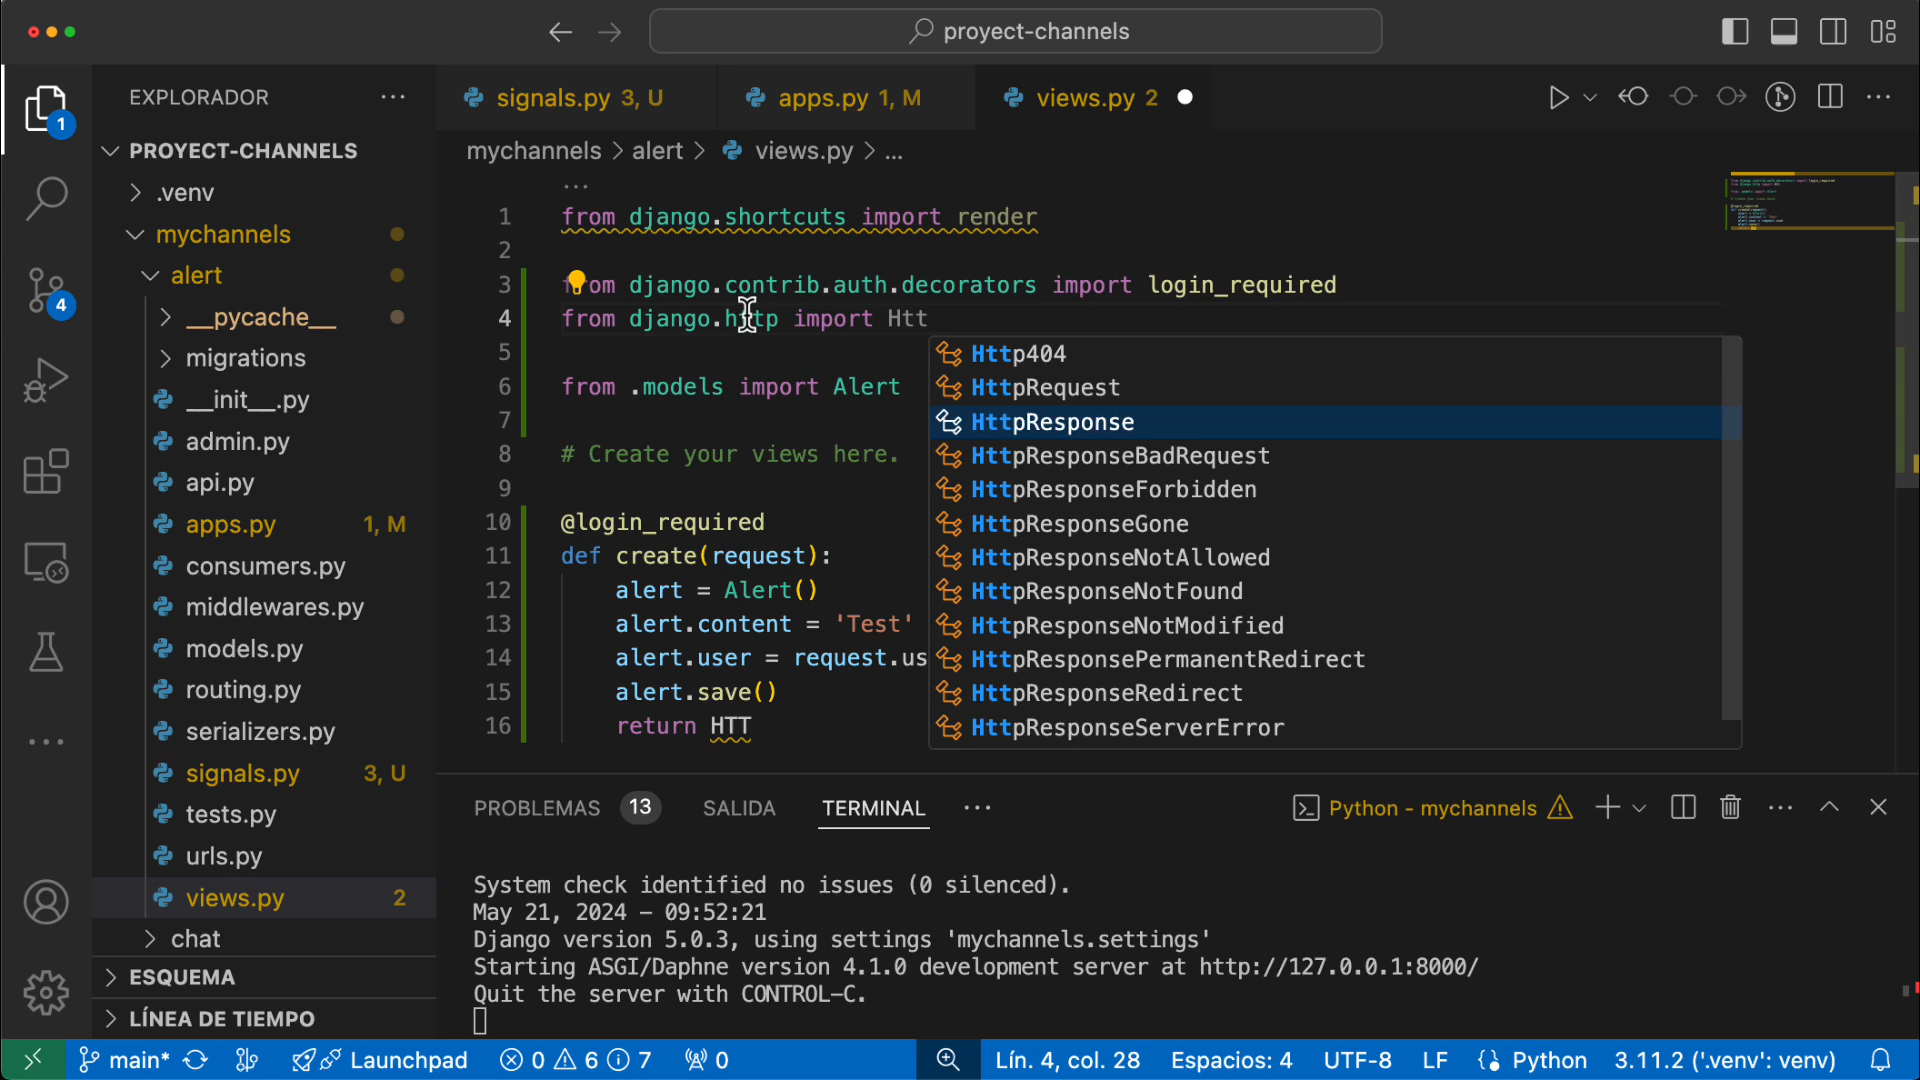 proyect-channels
EXPLORADOR ...
1
PROYECT-CHANNELS
.venv
mychannels
alert
__pycache__
migrations
__init__.py
admin.py
api.py
apps.py 1, M
consumers.py
middlewares.py
models.py
routing.py
serializers.py
signals.py 3, U
tests.py
urls.py
views.py 2
chat
ESQUEMA
LÍNEA DE TIEMPO
4
signals.py 3, U
apps.py 1, M
views.py 2
mychannels > alert > views.py > ...
...
1 from django.shortcuts import render
2
3 from django.contrib.auth.decorators import login_required
4 from django.http import Htt
5
6 from .models import Alert
7
8 # Create your views here.
9
10 @login_required
11 def create(request):
12 alert = Alert()
13 alert.content = 'Test'
14 alert.user = request.us
15 alert.save()
16 return HTT
Http404
HttpRequest
HttpResponse
HttpResponseBadRequest
HttpResponseForbidden
HttpResponseGone
HttpResponseNotAllowed
HttpResponseNotFound
HttpResponseNotModified
HttpResponsePermanentRedirect
HttpResponseRedirect
HttpResponseServerError
PROBLEMAS 13 SALIDA TERMINAL ... Python - mychannels
System check identified no issues (0 silenced).
May 21, 2024 - 09:52:21
Django version 5.0.3, using settings 'mychannels.settings'
Starting ASGI/Daphne version 4.1.0 development server at http://127.0.0.1:8000/
Quit the server with CONTROL-C.
main* Launchpad 0 6 7 0 Lín. 4, col. 28 Espacios: 4 UTF-8 LF Python 3.11.2 ('.venv': venv)